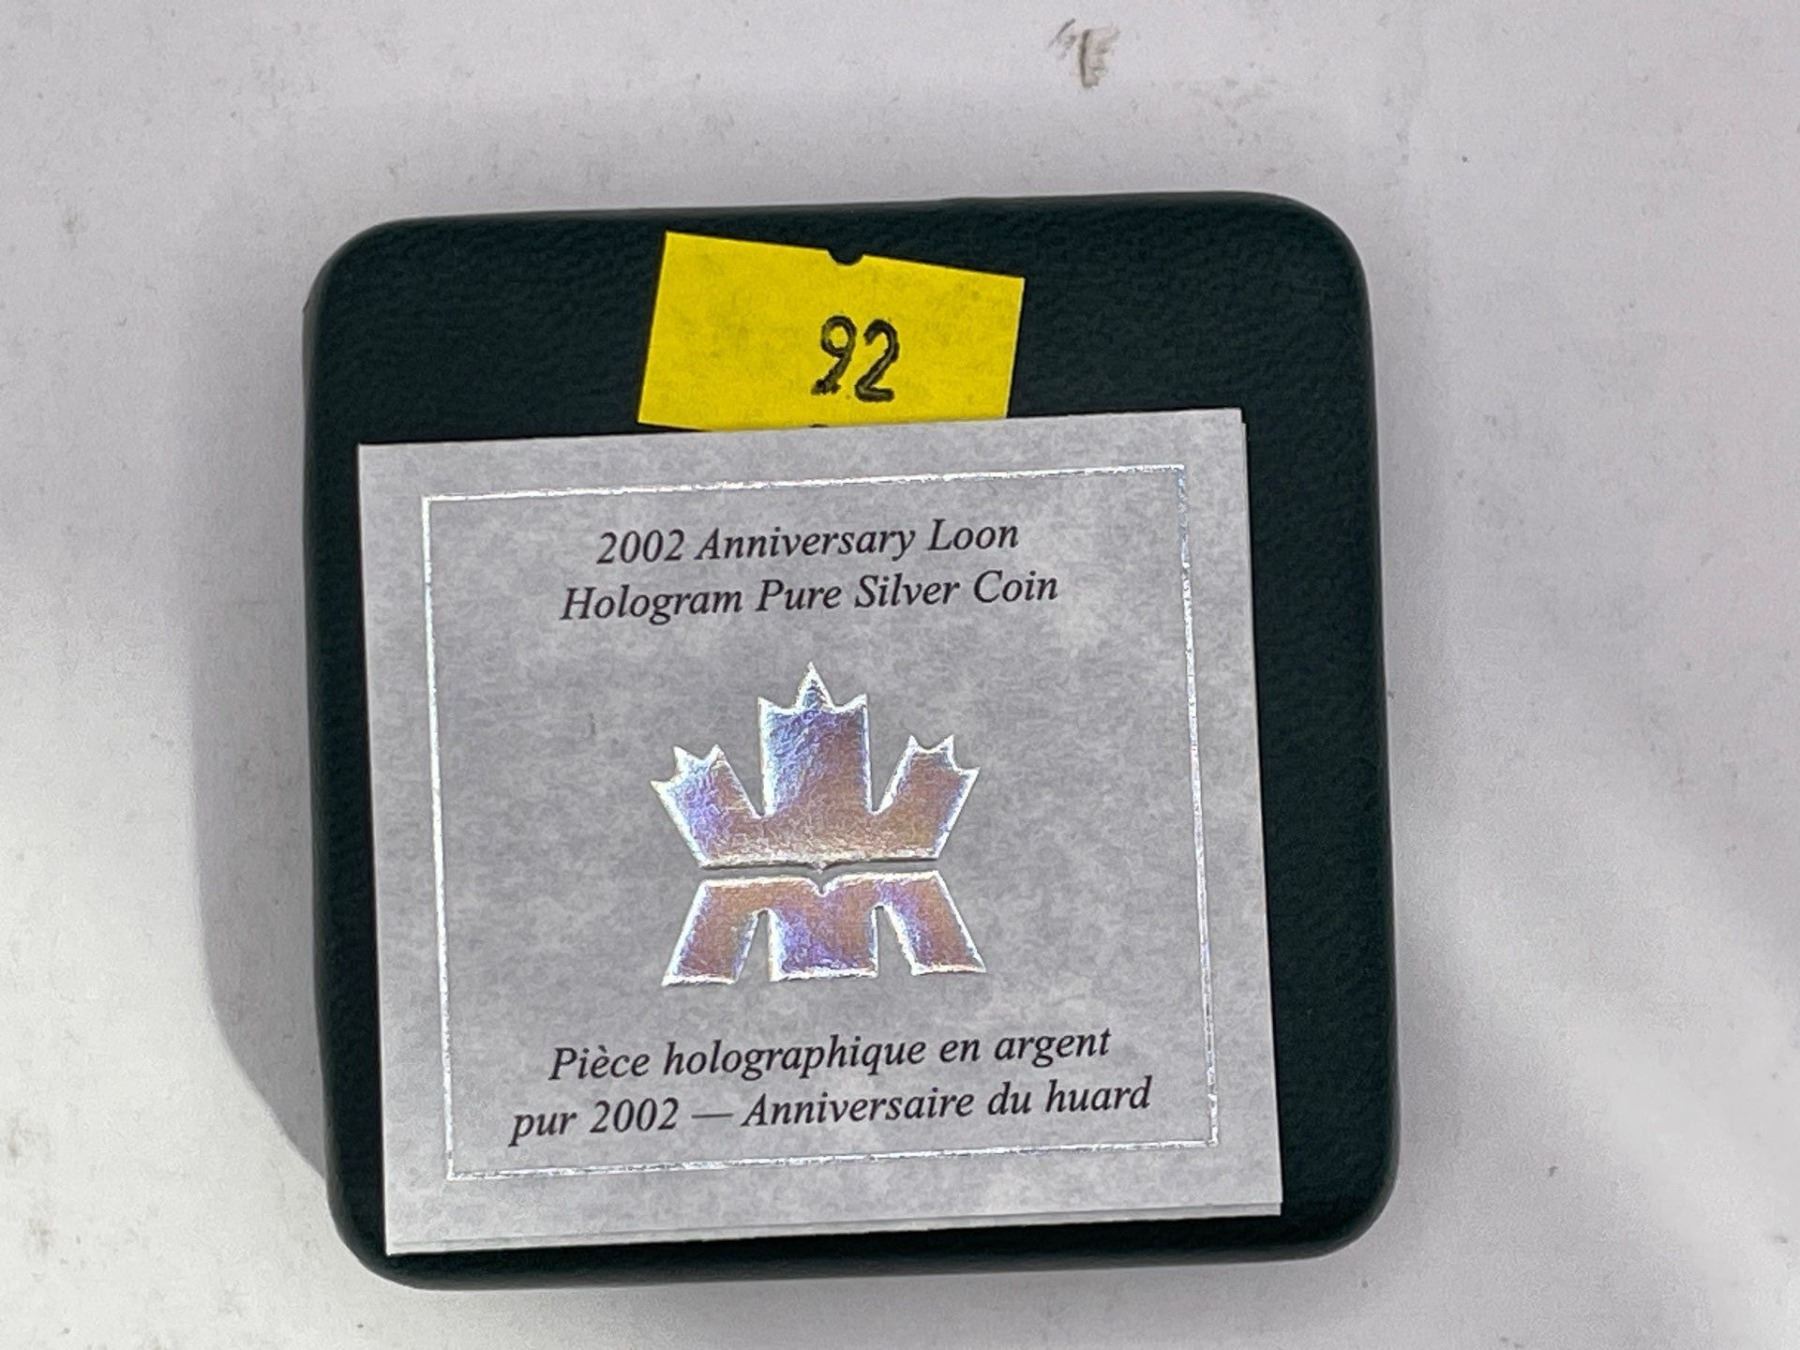 92
2002 Anniversary Loon
Hologram Pure Silver Coin
Pièce holographique en argent
pur 2002 — Anniversaire du huard